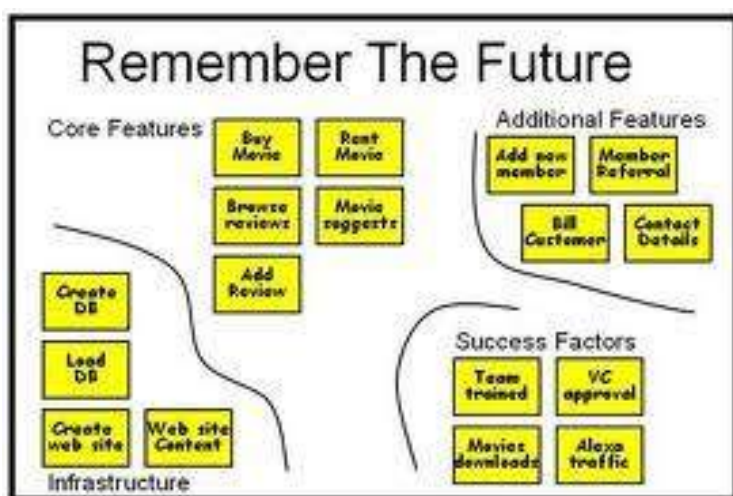 Remember The Future
Core Features
Buy
Movie
Rent
Movie
Browse
reviews
Movie
suggests
Add
Review
Additional Features
Add new
member
Member
Referral
Bill
Customer
Contact
Details
Create
DB
Load
DB
Create
web site
Web site
Content
Infrastructure
Success Factors
Team
trained
VC
approval
Movies
downloads
Alexa
traffic